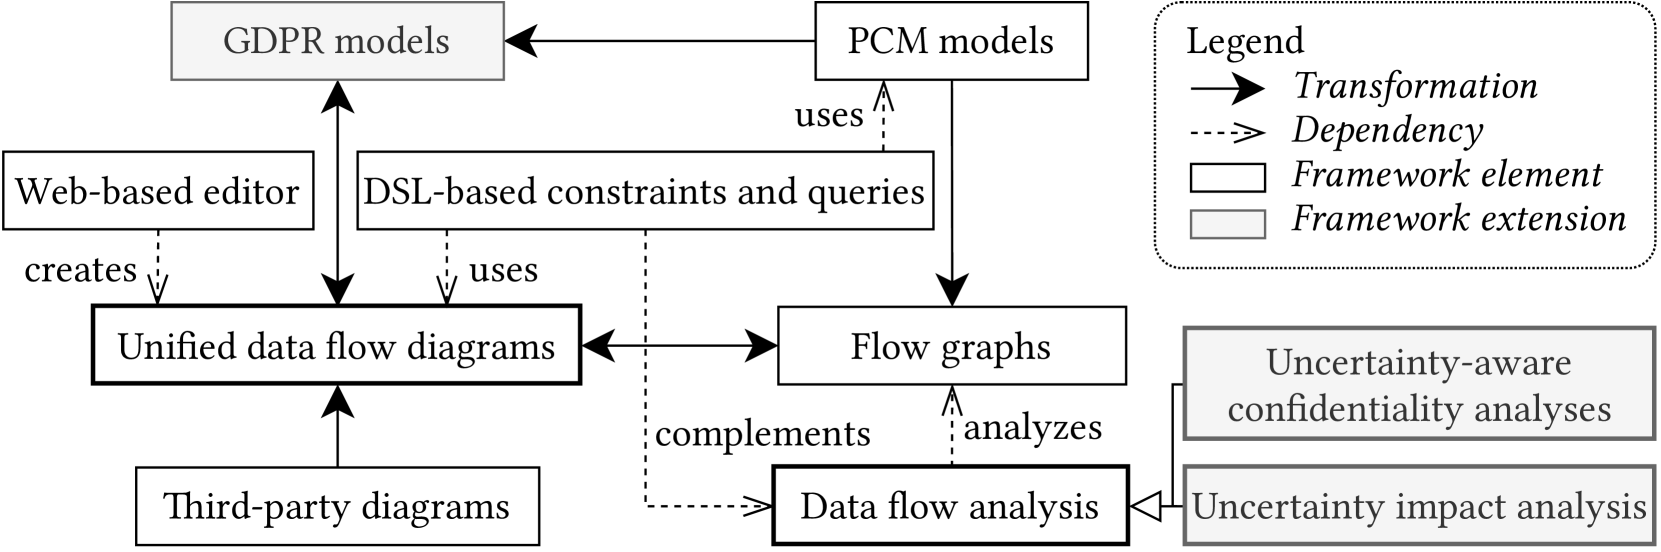 GDPR models
PCM models
Legend
Transformation
Dependency
Framework element
Framework extension
uses
Web-based editor
DSL-based constraints and queries
creates
uses
Unified data flow diagrams
Flow graphs
Uncertainty-aware
confidentiality analyses
complements
analyzes
Third-party diagrams
Data flow analysis
Uncertainty impact analysis